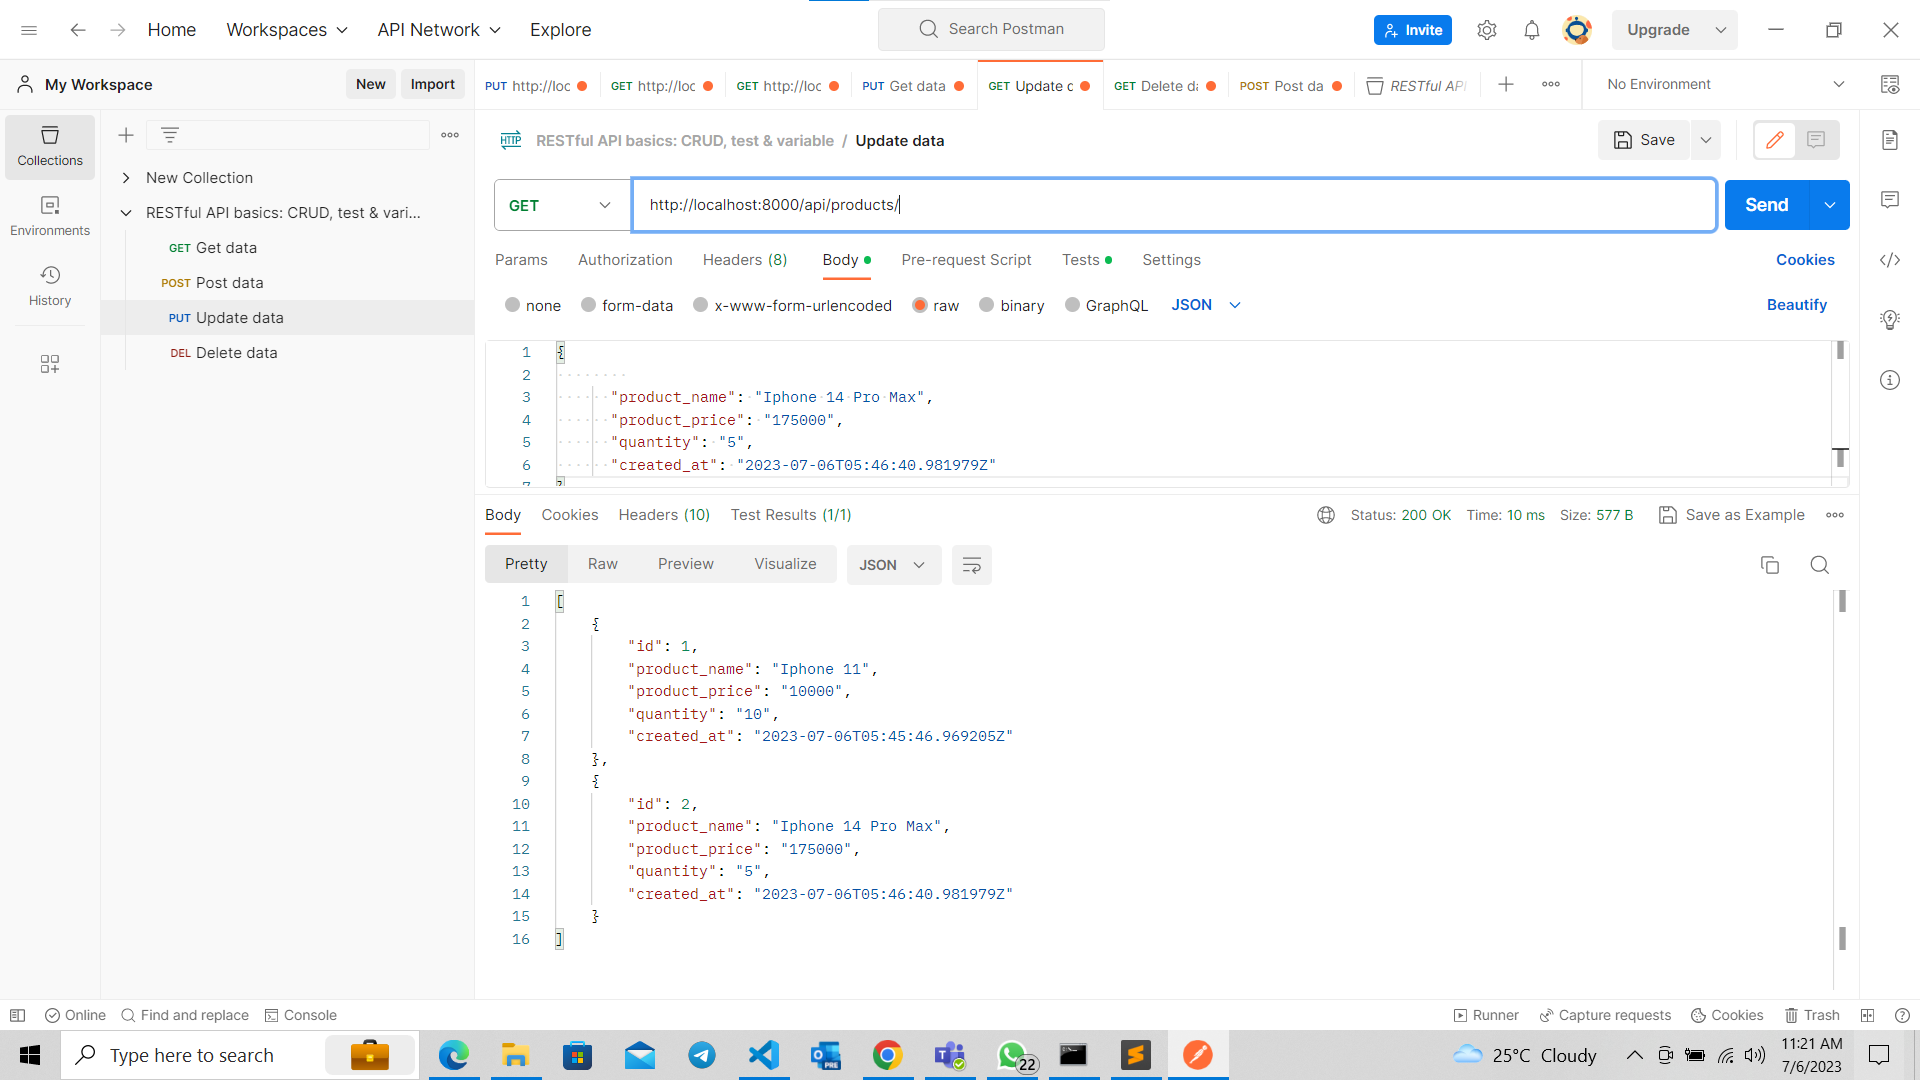 Home Workspaces API Network Explore Search Postman Invite Upgrade
My Workspace New Import
PUT http://loc GET http://loc GET http://loc PUT Get data GET Update d GET Delete da POST Post da RESTful API No Environment
Collections
Environments
History
New Collection
RESTful API basics: CRUD, test & vari...
GET Get data
POST Post data
PUT Update data
DEL Delete data
HTTP RESTful API basics: CRUD, test & variable / Update data Save
GET http://localhost:8000/api/products/ Send
Params Authorization Headers (8) Body Pre-request Script Tests Settings Cookies
none form-data x-www-form-urlencoded raw binary GraphQL JSON Beautify
1 {
2
3 "product_name": "Iphone 14 Pro Max",
4 "product_price": "175000",
5 "quantity": "5",
6 "created_at": "2023-07-06T05:46:40.981979Z"
7 }
Body Cookies Headers (10) Test Results (1/1) Status: 200 OK Time: 10 ms Size: 577 B Save as Example
Pretty Raw Preview Visualize JSON
1 [
2 {
3 "id": 1,
4 "product_name": "Iphone 11",
5 "product_price": "10000",
6 "quantity": "10",
7 "created_at": "2023-07-06T05:45:46.969205Z"
8 },
9 {
10 "id": 2,
11 "product_name": "Iphone 14 Pro Max",
12 "product_price": "175000",
13 "quantity": "5",
14 "created_at": "2023-07-06T05:46:40.981979Z"
15 }
16 ]
Online Find and replace Console Runner Capture requests Cookies Trash
Type here to search PRE 22 25°C Cloudy 11:21 AM
7/6/2023